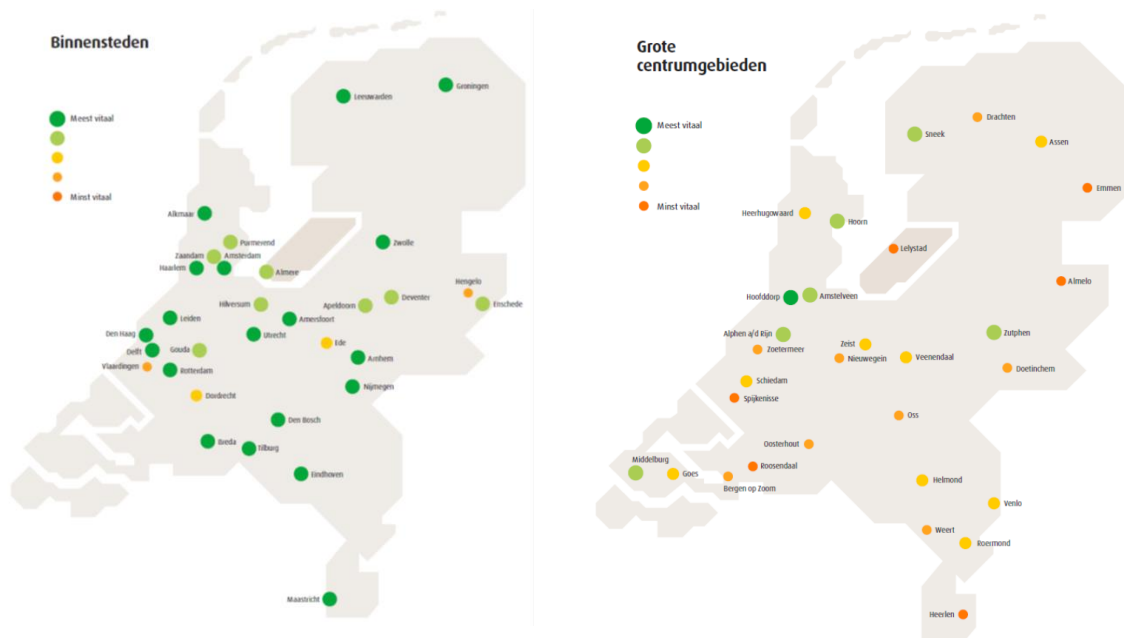 Binnensteden
Meest vitaal
Minst vitaal
Groningen
Leeuwarden
Alkmaar
Purmerend
Zaandam
Amsterdam
Haarlem
Almere
Zwolle
Hengelo
Enschede
Deventer
Apeldoorn
Hilversum
Leiden
Amersfoort
Den Haag
Utrecht
Delft
Gouda
Ede
Arnhem
Vlaardingen
Rotterdam
Nijmegen
Dordrecht
Den Bosch
Breda
Tilburg
Eindhoven
Maastricht
Grote
centrumgebieden
Meest vitaal
Minst vitaal
Drachten
Sneek
Assen
Emmen
Heerhugowaard
Hoorn
Lelystad
Almelo
Hoofddorp
Amstelveen
Alphen a/d Rijn
Zutphen
Zoetermeer
Zeist
Nieuwegein
Veenendaal
Doetinchem
Schiedam
Spijkenisse
Oss
Oosterhout
Middelburg
Roosendaal
Goes
Bergen op Zoom
Helmond
Venlo
Weert
Roermond
Heerlen